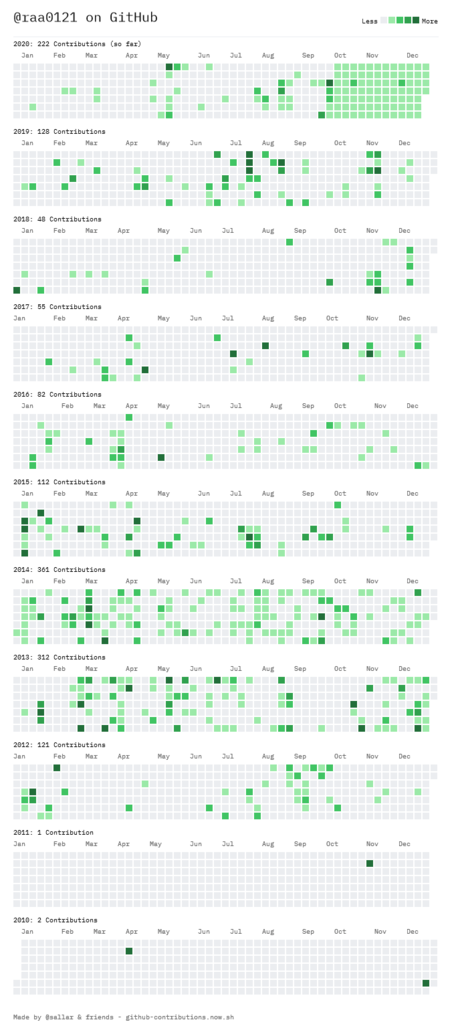 @raa0121 on GitHub
Less More
2020: 222 Contributions (so far)
Jan Feb Mar Apr May Jun Jul Aug Sep Oct Nov Dec
2019: 128 Contributions
Jan Feb Mar Apr May Jun Jul Aug Sep Oct Nov Dec
2018: 48 Contributions
Jan Feb Mar Apr May Jun Jul Aug Sep Oct Nov Dec
2017: 55 Contributions
Jan Feb Mar Apr May Jun Jul Aug Sep Oct Nov Dec
2016: 82 Contributions
Jan Feb Mar Apr May Jun Jul Aug Sep Oct Nov Dec
2015: 112 Contributions
Jan Feb Mar Apr May Jun Jul Aug Sep Oct Nov Dec
2014: 361 Contributions
Jan Feb Mar Apr May Jun Jul Aug Sep Oct Nov Dec
2013: 312 Contributions
Jan Feb Mar Apr May Jun Jul Aug Sep Oct Nov Dec
2012: 121 Contributions
Jan Feb Mar Apr May Jun Jul Aug Sep Oct Nov Dec
2011: 1 Contribution
Jan Feb Mar Apr May Jun Jul Aug Sep Oct Nov Dec
2010: 2 Contributions
Jan Feb Mar Apr May Jun Jul Aug Sep Oct Nov Dec
Made by @sallar & friends · github-contributions.now.sh